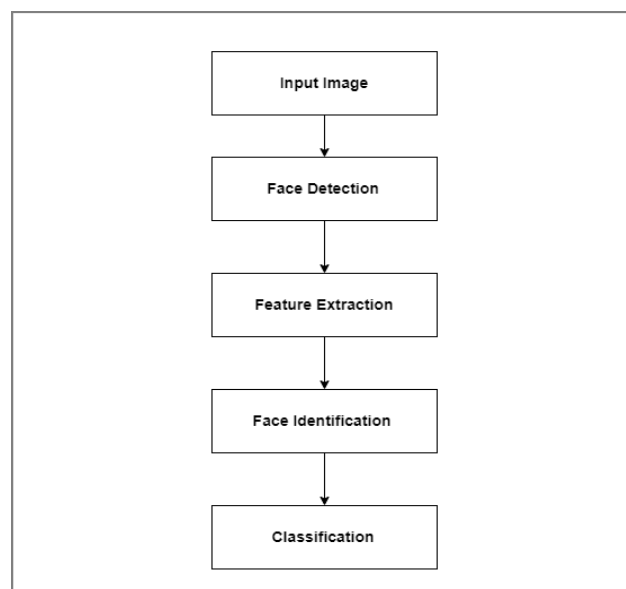 Input Image
Face Detection
Feature Extraction
Face Identification
Classification